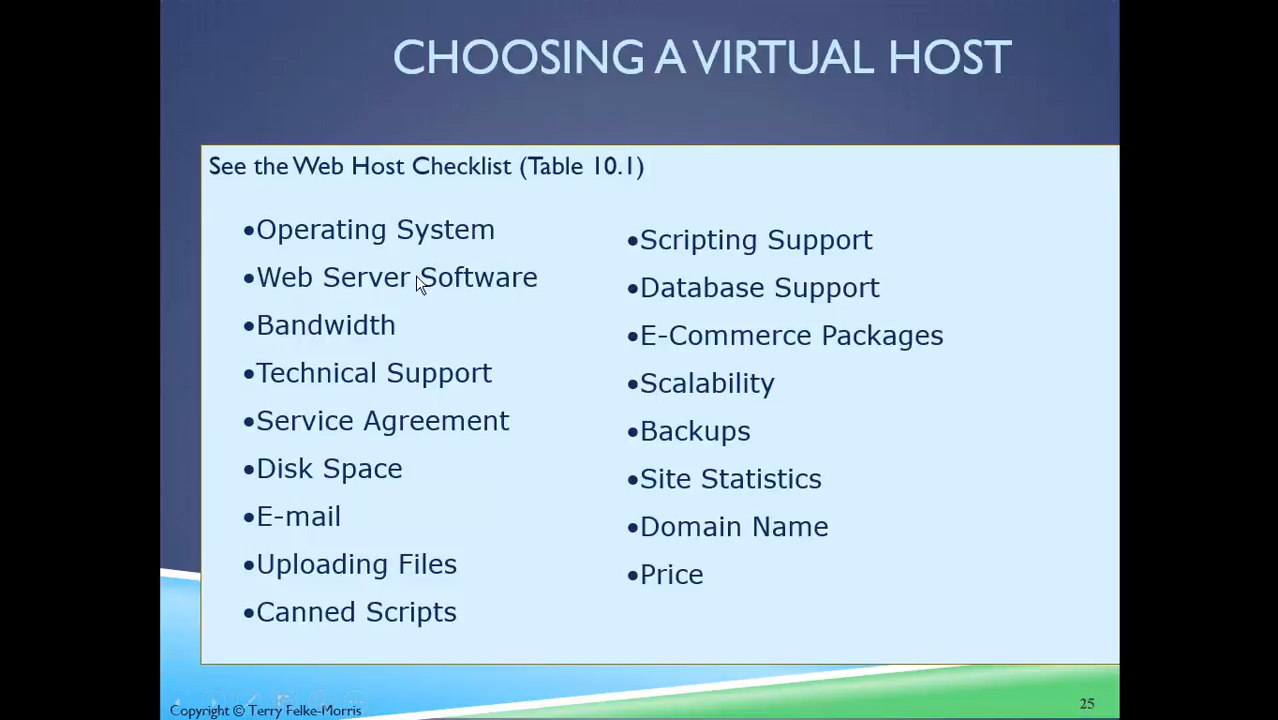 CHOOSING A VIRTUAL HOST
See the Web Host Checklist (Table 10.1)
•Operating System
•Web Server Software
•Bandwidth
•Technical Support
•Service Agreement
•Disk Space
•E-mail
•Uploading Files
•Canned Scripts
•Scripting Support
•Database Support
•E-Commerce Packages
•Scalability
•Backups
•Site Statistics
•Domain Name
•Price
Copyright © Terry Felke-Morris
25